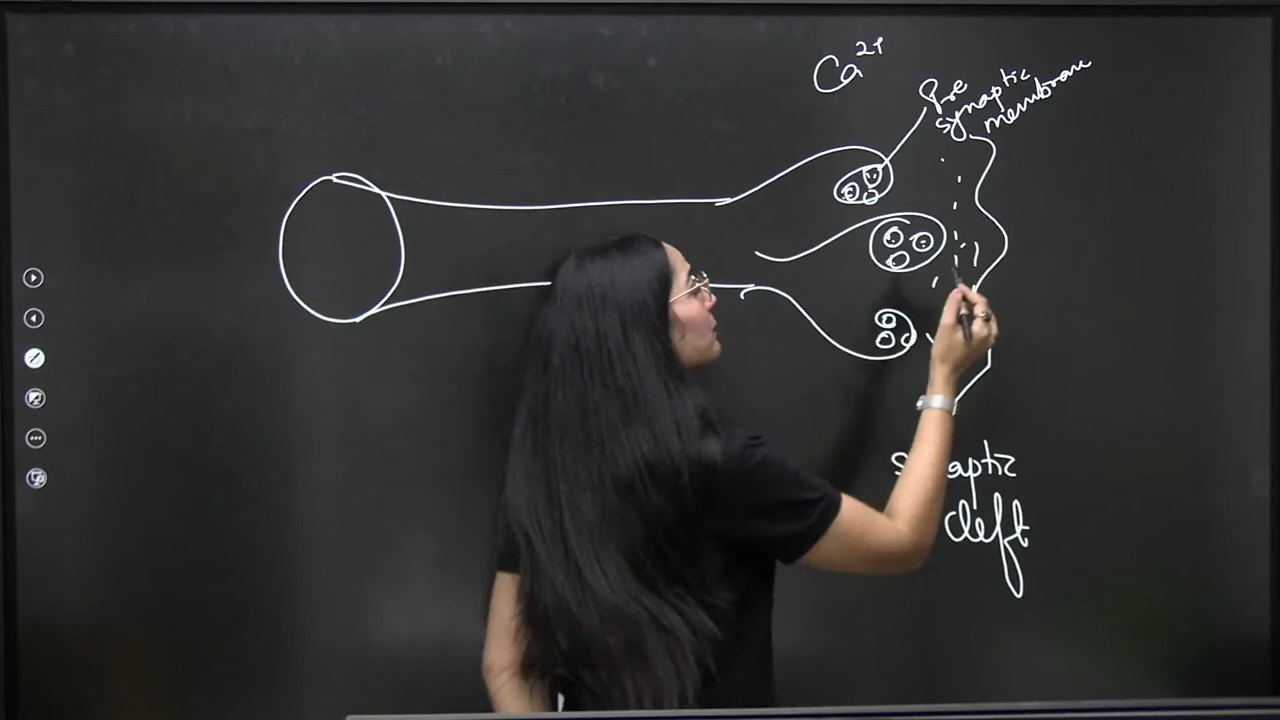 Ca2+
Pre
synaptic
membrane
synaptic
cleft